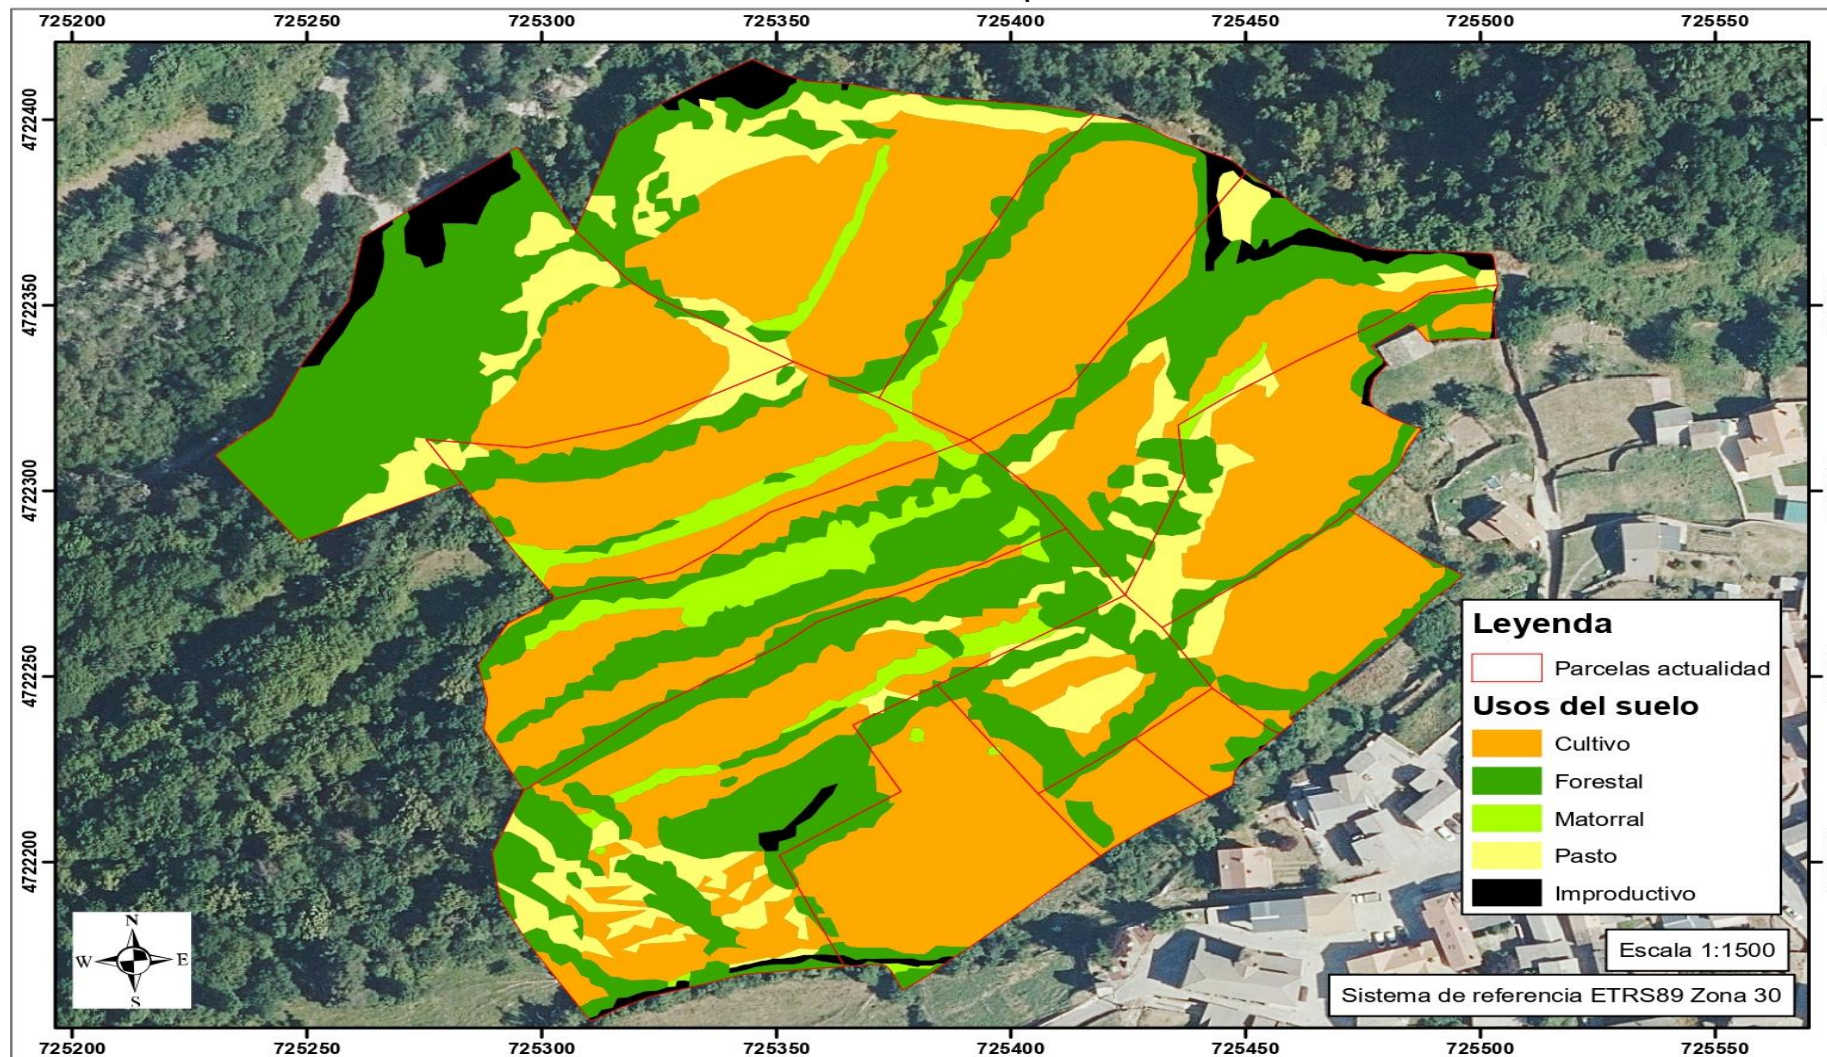 725200 725250 725300 725350 725400 725450 725500 725550
4722400
4722350
4722300
4722250
4722200
Leyenda
Parcelas actualidad
Usos del suelo
Cultivo
Forestal
Matorral
Pasto
Improductivo
N
W E
S
Escala 1:1500
Sistema de referencia ETRS89 Zona 30
725200 725250 725300 725350 725400 725450 725500 725550